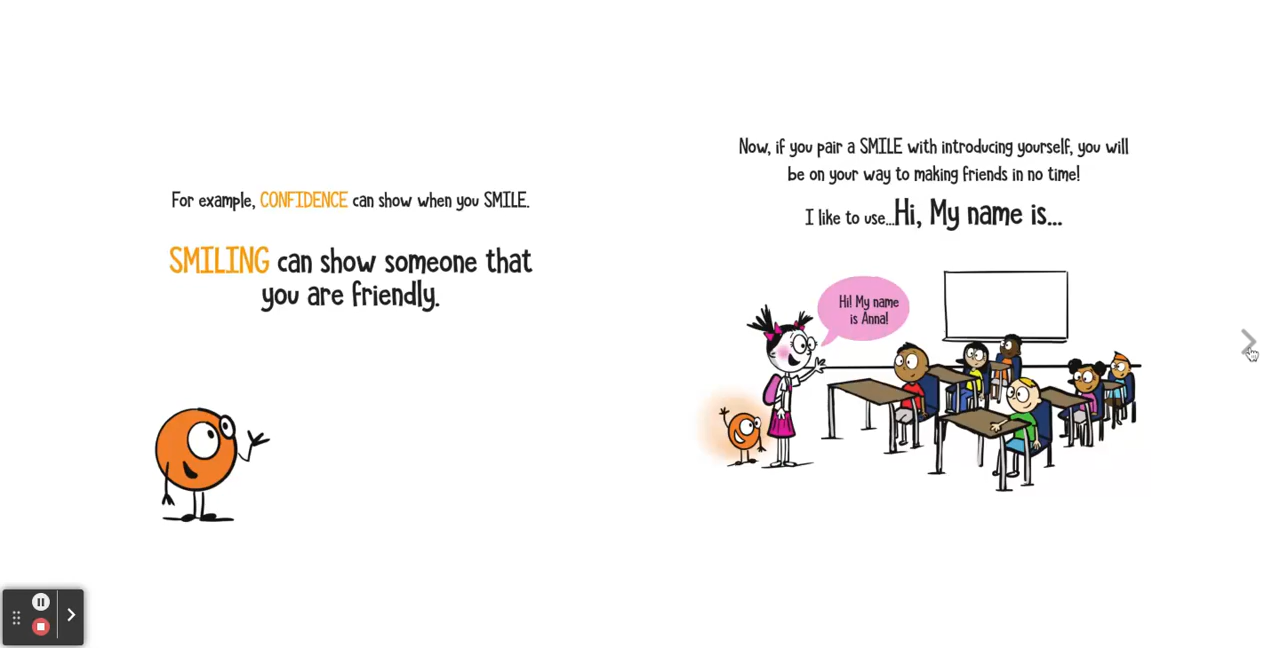 For example, CONFIDENCE can show when you SMILE.
SMILING can show someone that
you are friendly.
Now, if you pair a SMILE with introducing yourself, you will
be on your way to making friends in no time!
I like to use...Hi, My name is...
Hi! My name
is Anna!